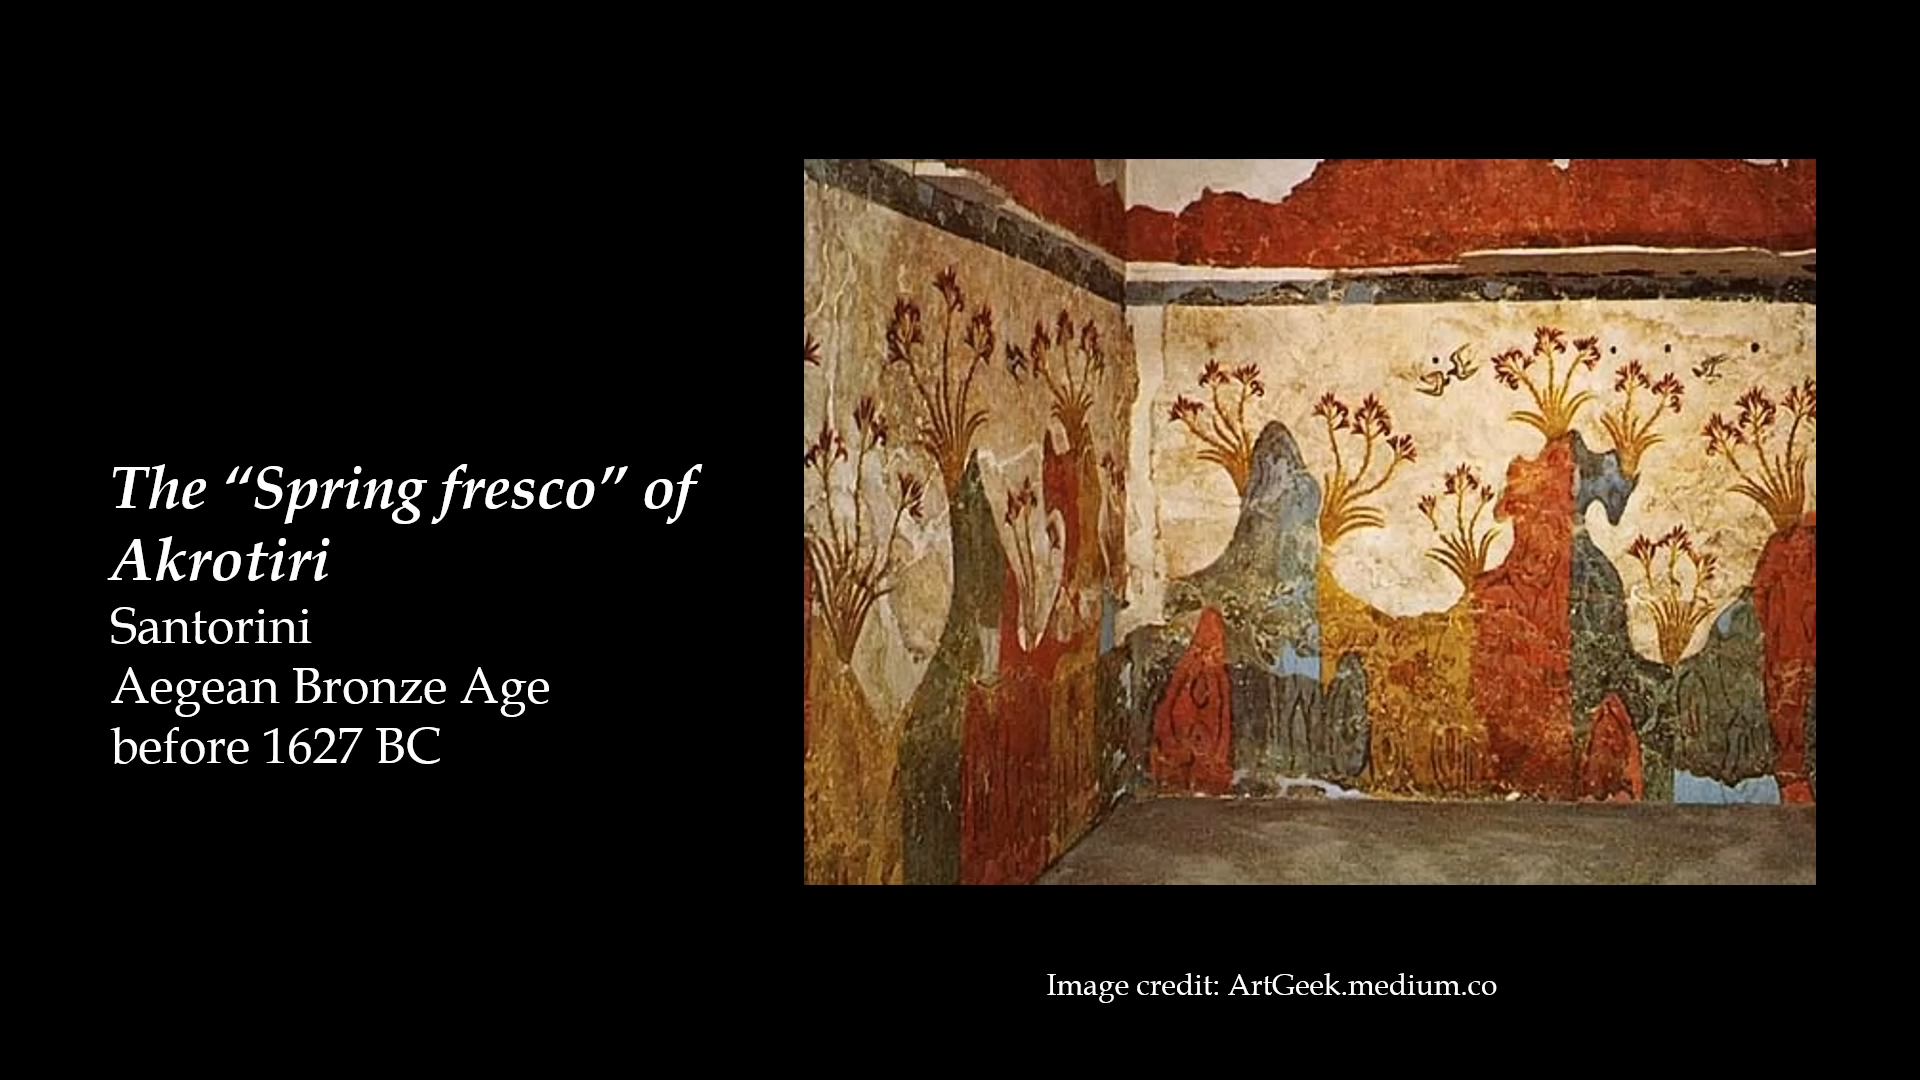 The “Spring fresco” of
Akrotiri
Santorini
Aegean Bronze Age
before 1627 BC
Image credit: ArtGeek.medium.co